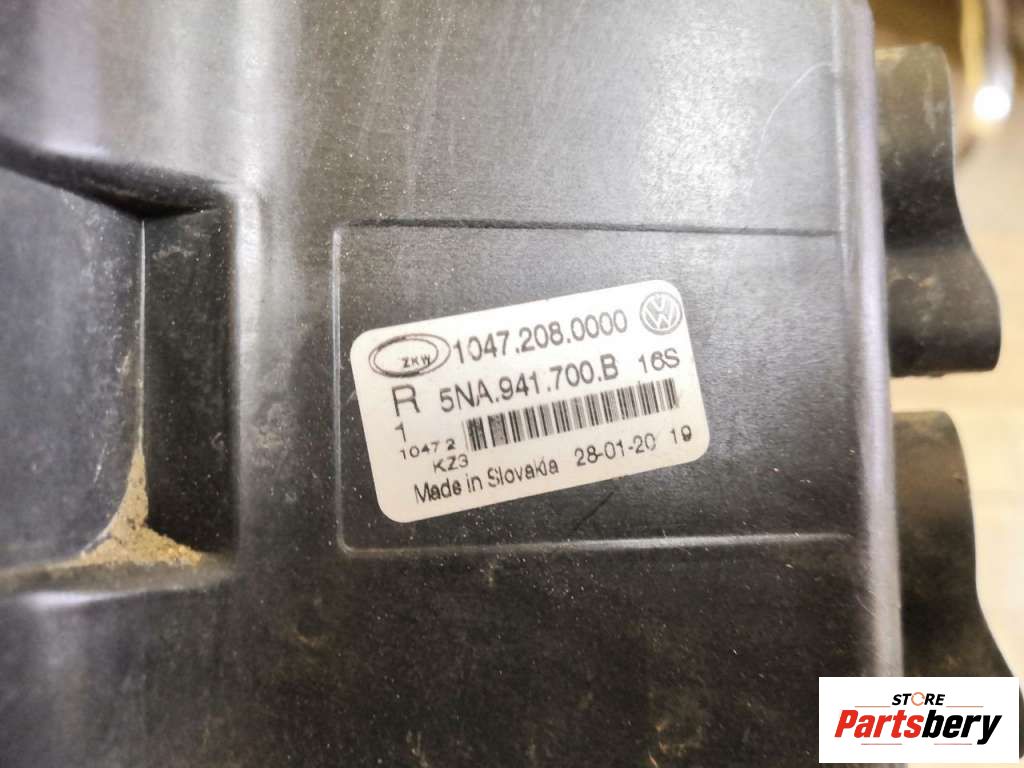 ZKW 1047.208.0000
R 5NA.941.700.B 16S
1
1047 2
KZ3
Made in Slovakia 28-01-20 19
STORE
Partsbery